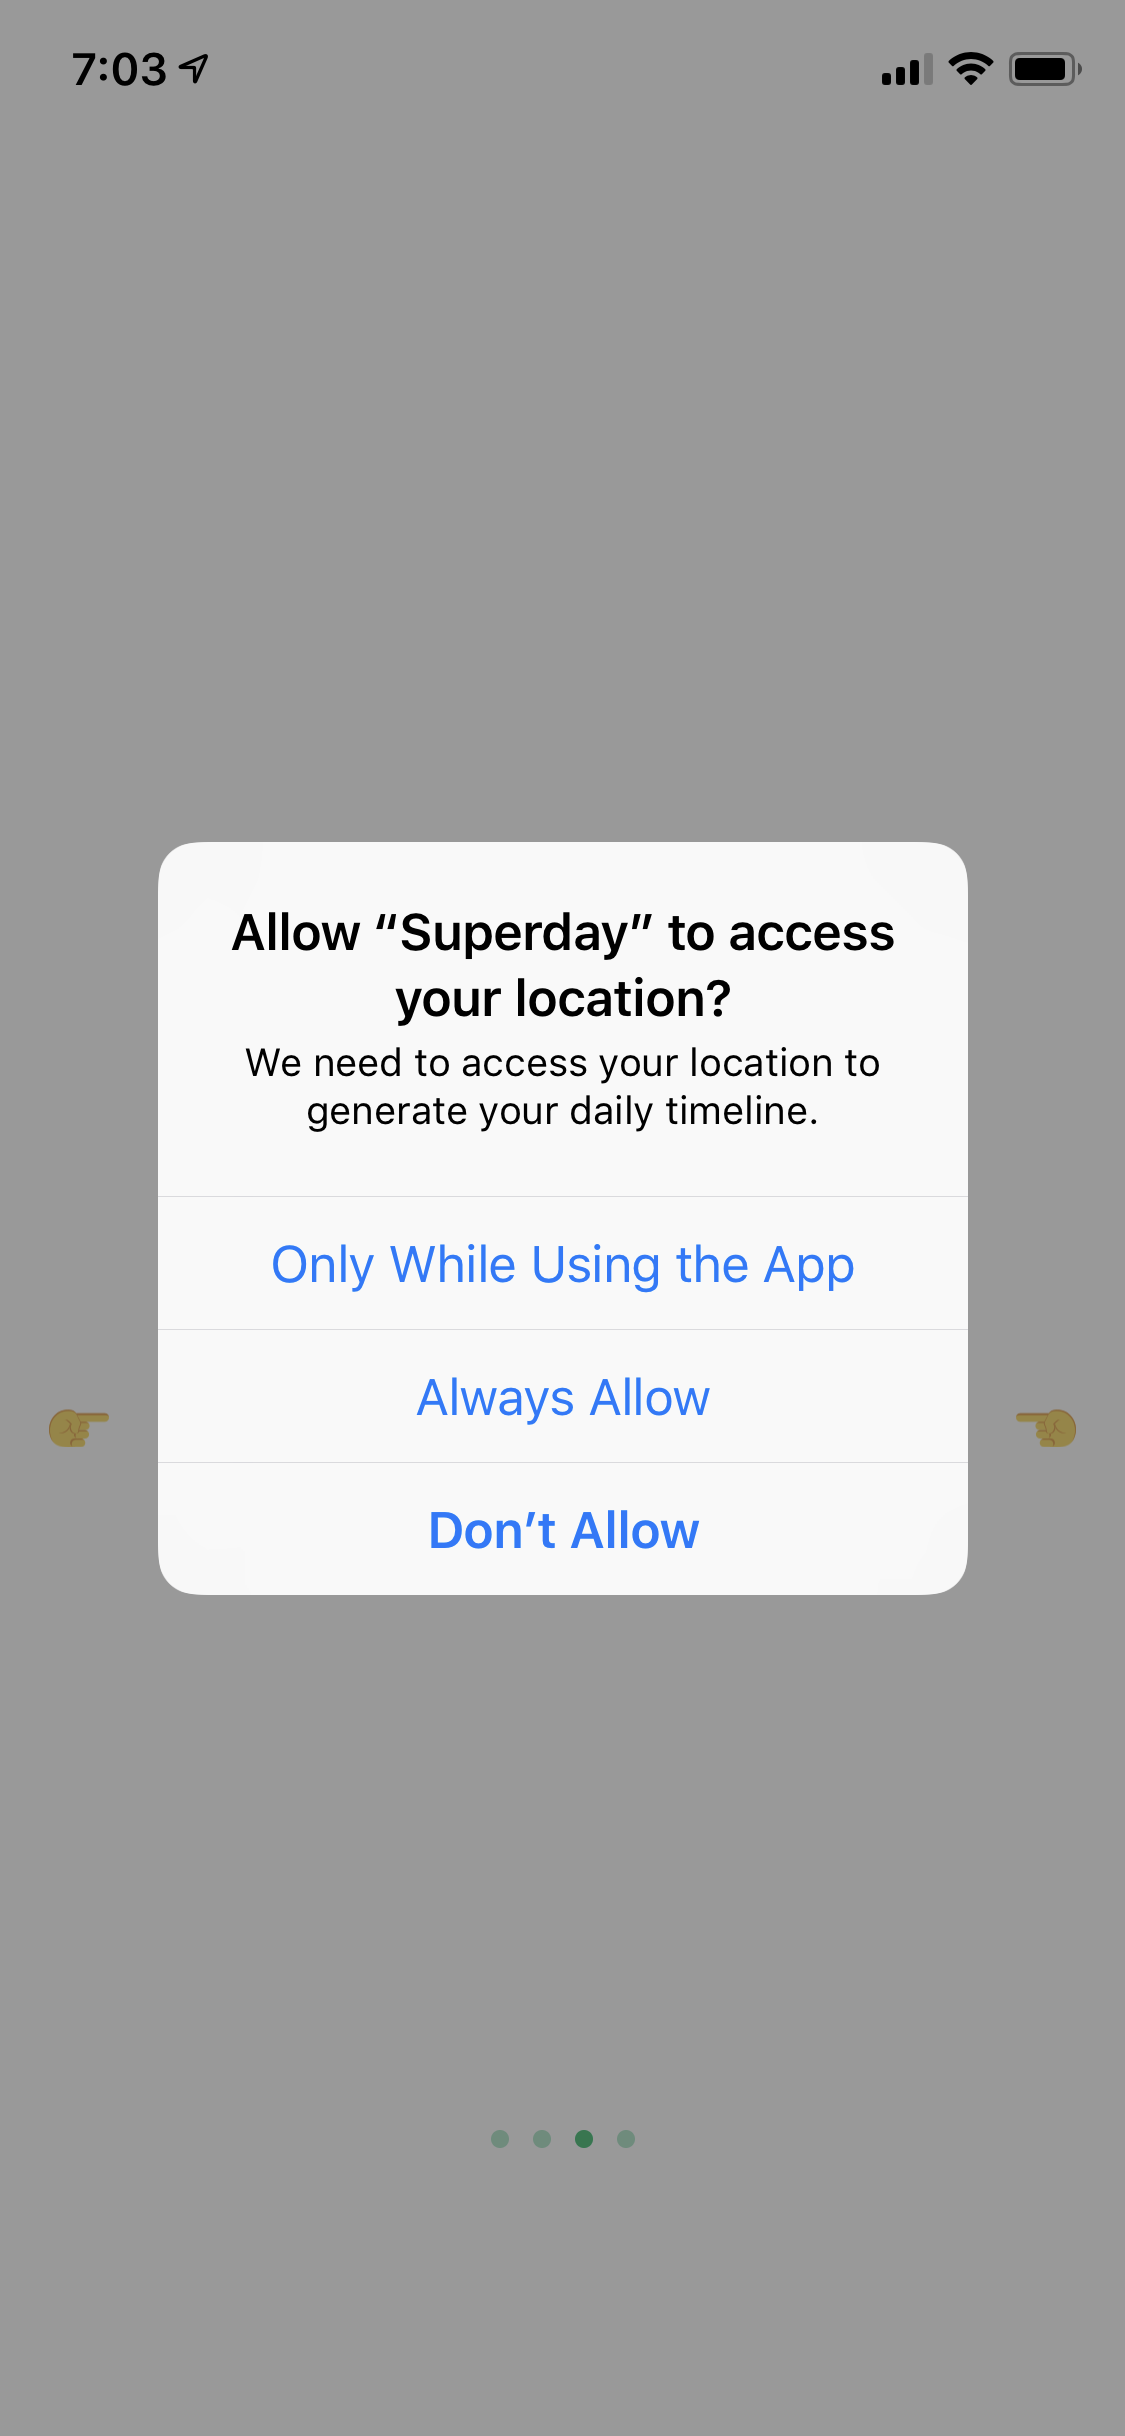 7:03
Allow “Superday” to access
your location?
We need to access your location to
generate your daily timeline.
Only While Using the App
Always Allow
Don’t Allow